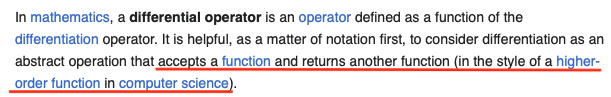 In mathematics, a differential operator is an operator defined as a function of the
differentiation operator. It is helpful, as a matter of notation first, to consider differentiation as an
abstract operation that accepts a function and returns another function (in the style of a higher-
order function in computer science).